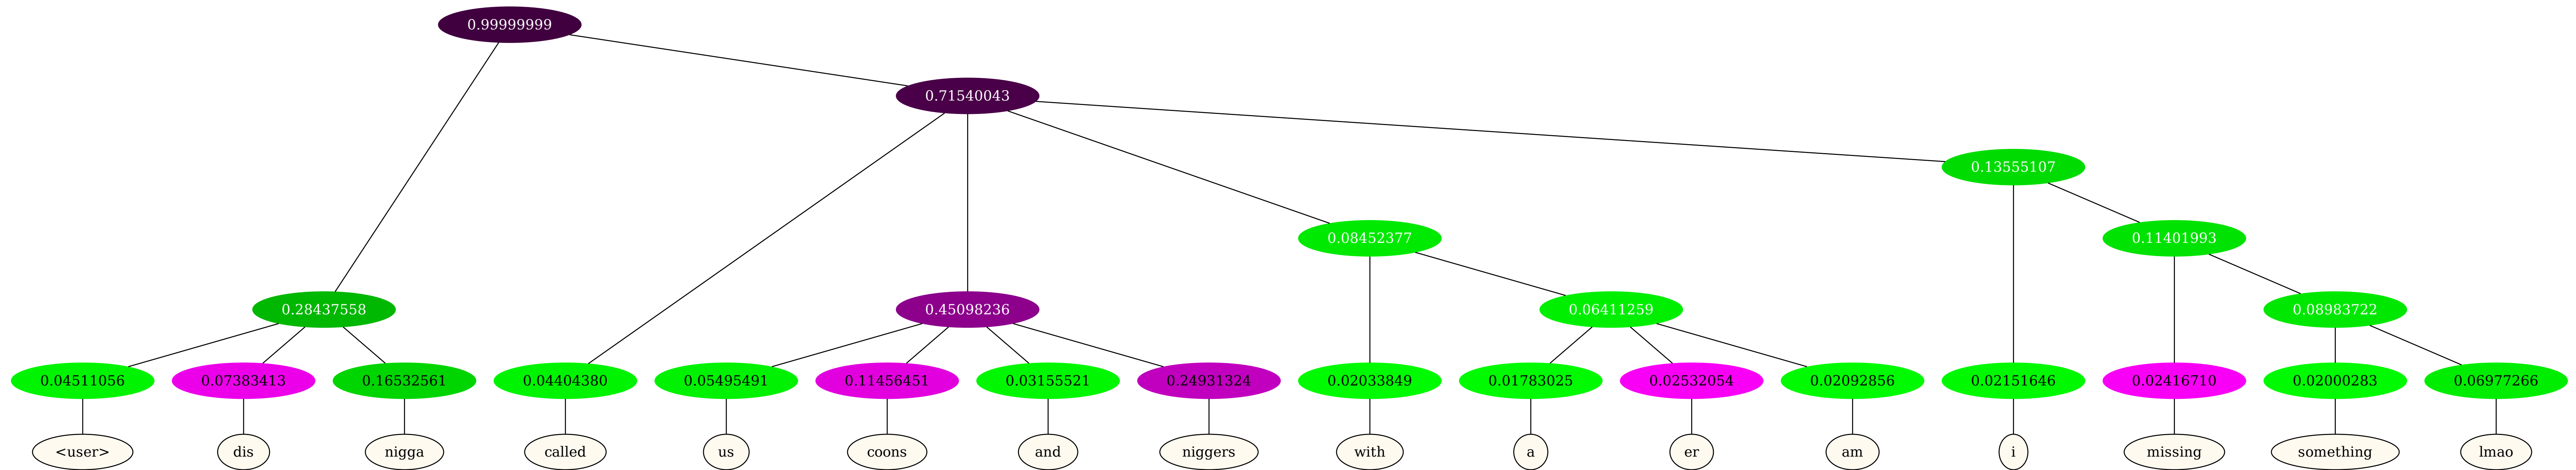 0.99999999
0.71540043
0.13555107
0.08452377 0.11401993
0.28437558 0.45098236 0.06411259 0.08983722
0.04511056 0.07383413 0.16532561 0.04404380 0.05495491 0.11456451 0.03155521 0.24931324 0.02033849 0.01783025 0.02532054 0.02092856 0.02151646 0.02416710 0.02000283 0.06977266
<user> dis nigga called us coons and niggers with a er am i missing something lmao